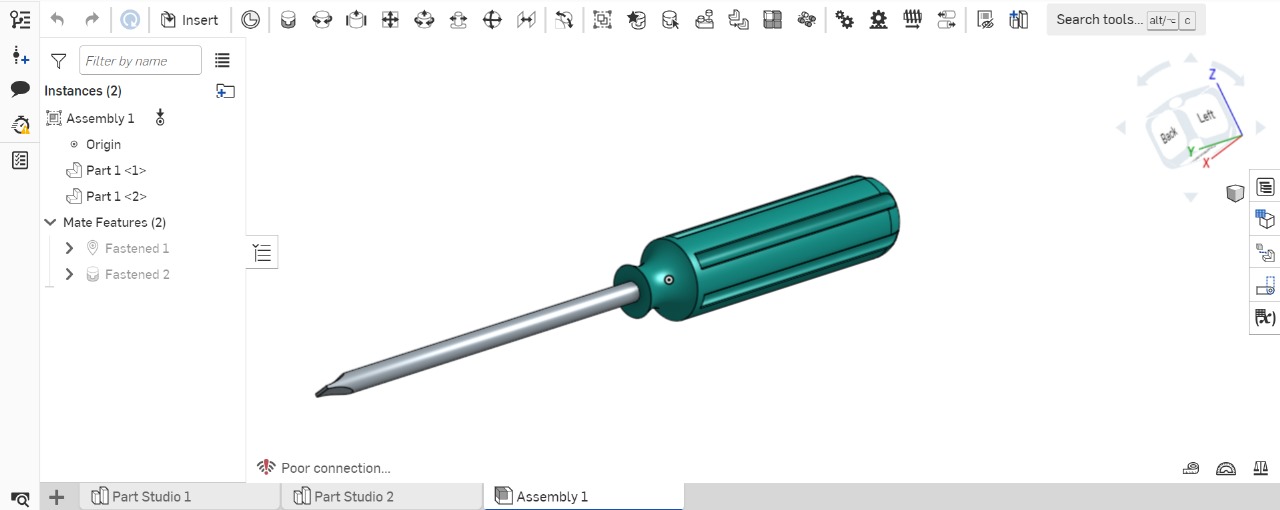 Insert
Search tools... alt/⌥ c
Filter by name
Instances (2)
Assembly 1
Origin
Part 1 <1>
Part 1 <2>
Mate Features (2)
Fastened 1
Fastened 2
Z
Back
Left
Y
X
(x)
Poor connection...
Part Studio 1
Part Studio 2
Assembly 1